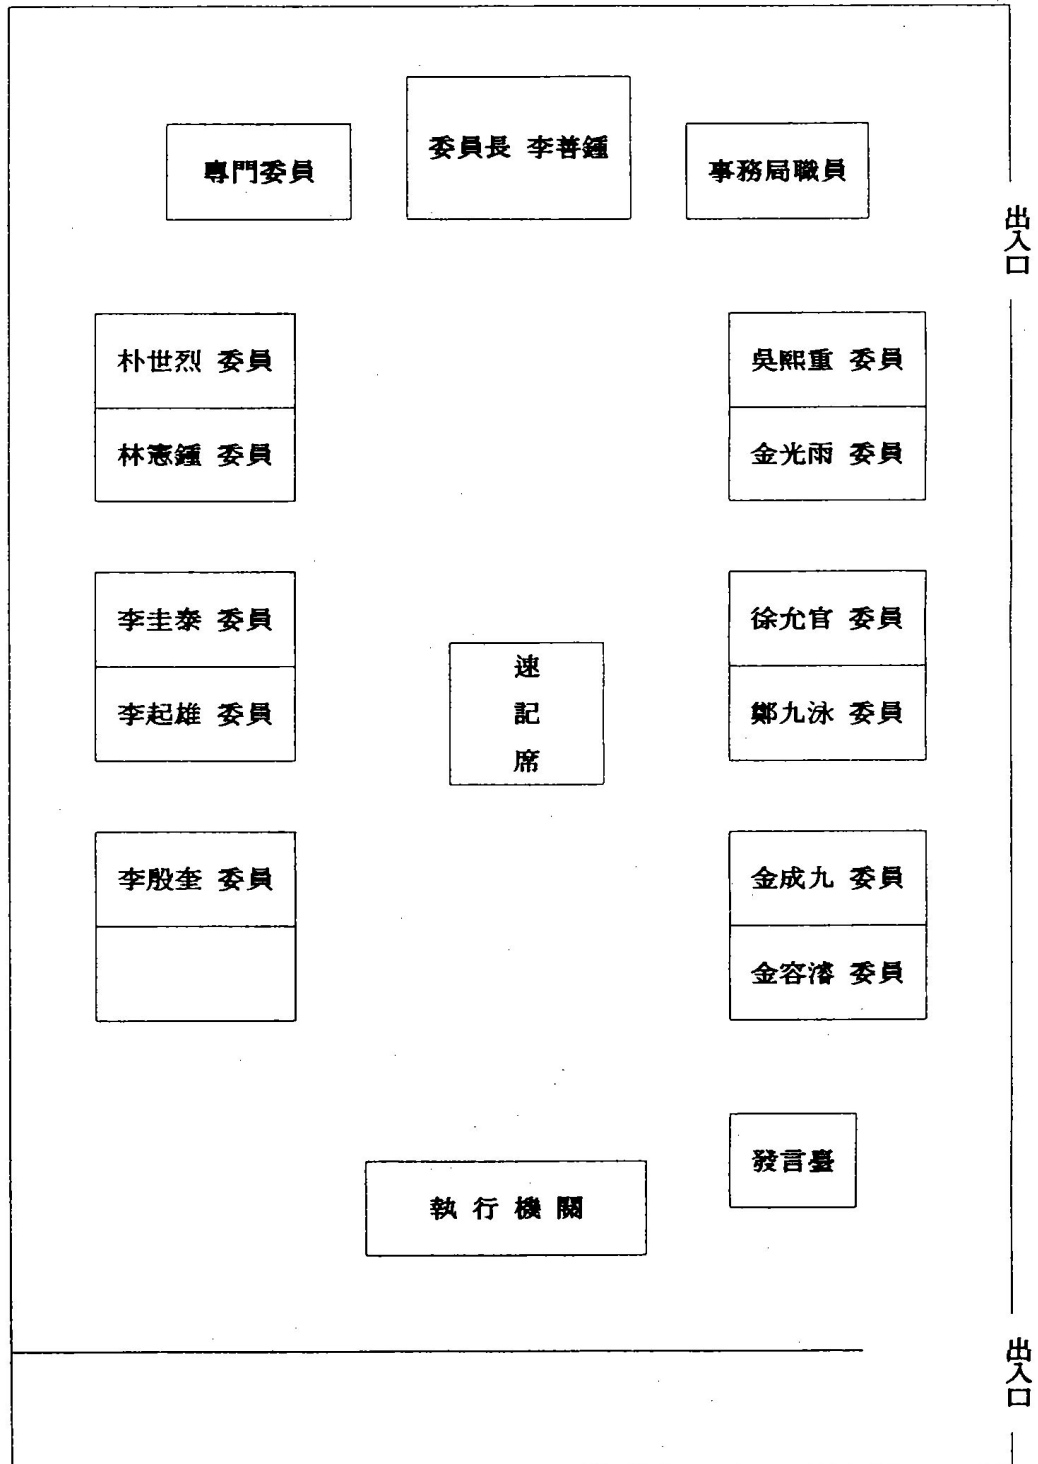 委員長 李善鍾
專門委員
事務局職員
出入口
朴世烈 委員
林憲鍾 委員
吳熙重 委員
金光雨 委員
李圭泰 委員
李起雄 委員
速
記
席
徐允官 委員
鄭九泳 委員
李殷奎 委員
金成九 委員
金容濬 委員
發言臺
執行機關
出入口